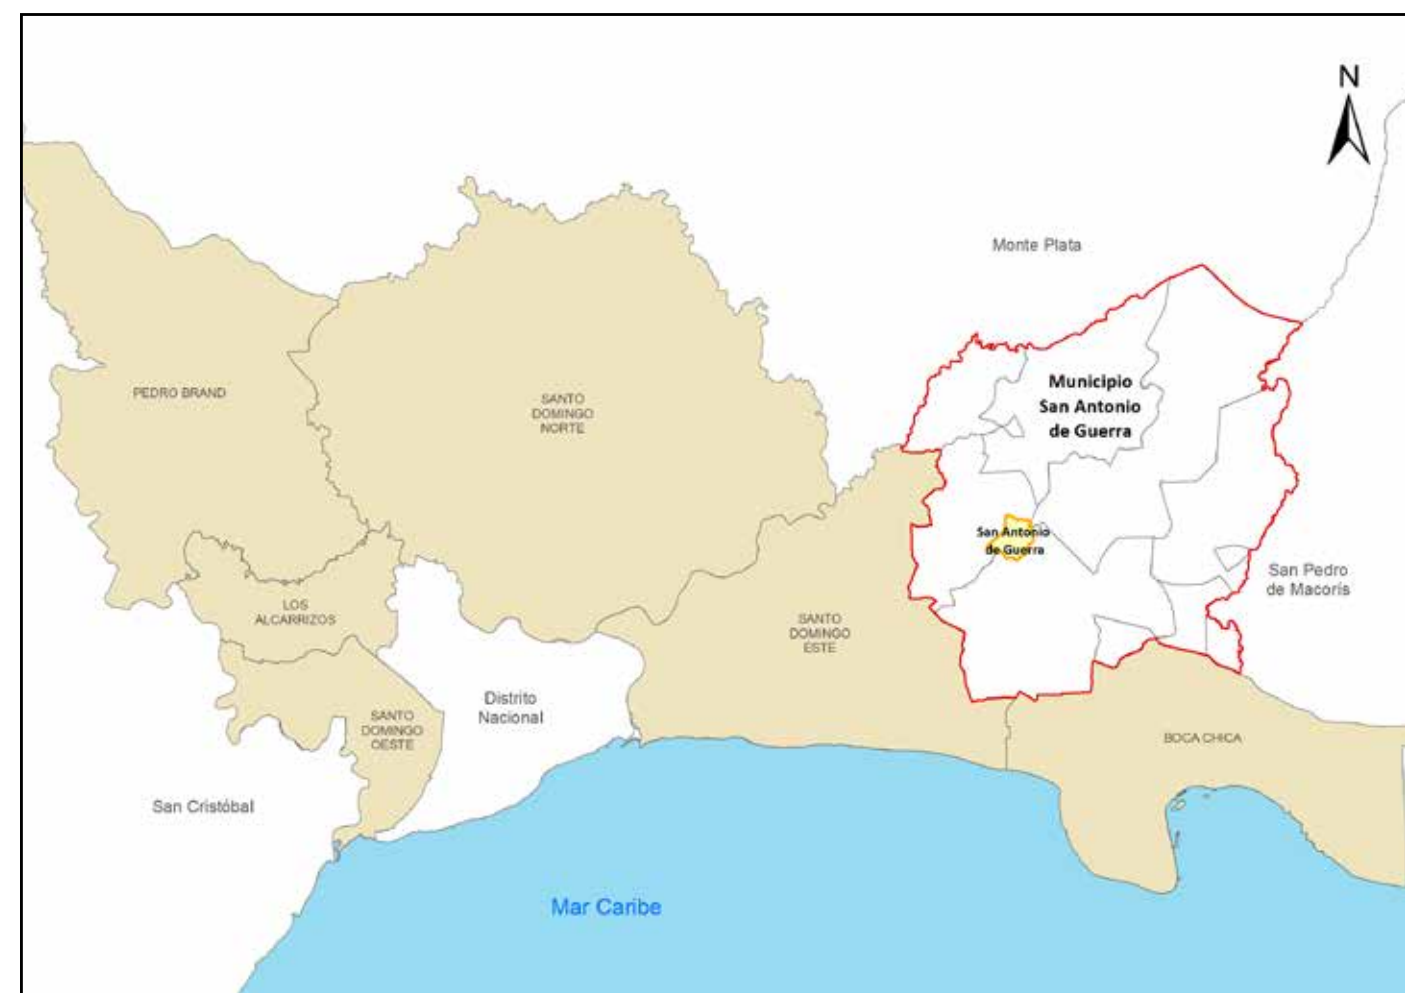 N
Monte Plata
Municipio
San Antonio
de Guerra
PEDRO BRAND
SANTO
DOMINGO
NORTE
San Antonio
de Guerra
San Pedro
de Macorís
LOS
ALCARRIZOS
SANTO
DOMINGO
ESTE
Distrito
Nacional
SANTO
DOMINGO
OESTE
BOCA CHICA
San Cristóbal
Mar Caribe